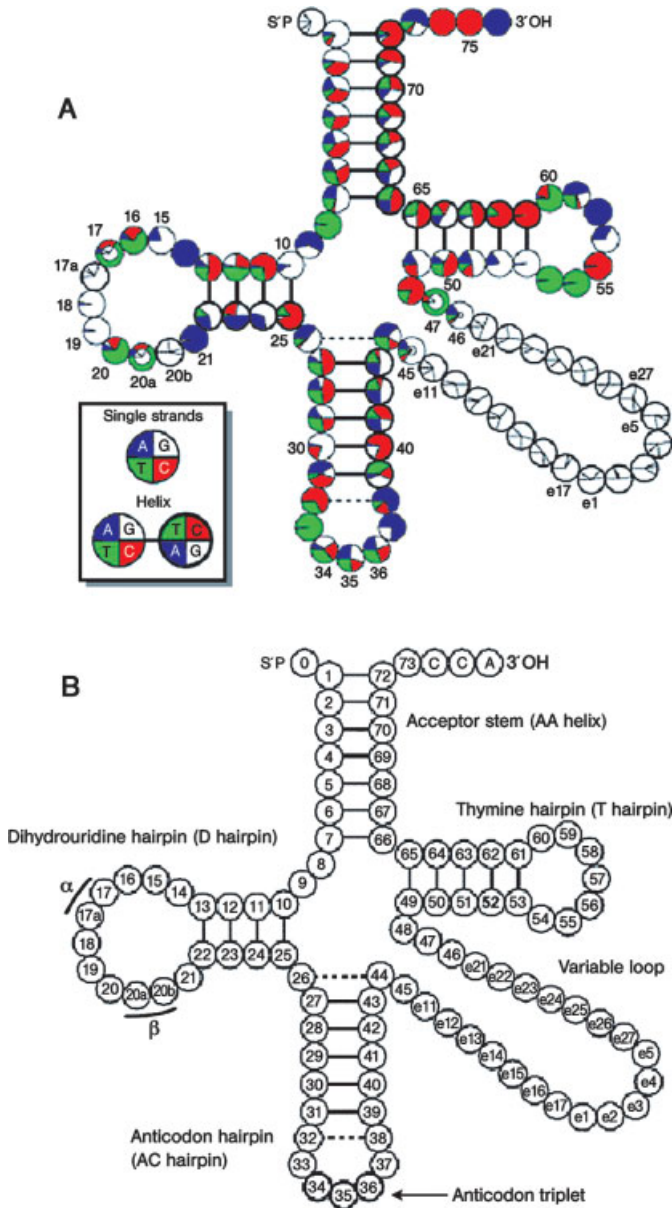 5´P
3´OH
75
A
70
65
60
16
15
17
17a
10
18
50
55
47
46
19
25
e21
20
21
45
e27
20a
20b
e11
e5
Single strands
A G
T C
30
40
Helix
e17
e1
A G T C
T C A G
34
36
35
B
5´P 0 73 C C A 3´OH
1 72
2 71
Acceptor stem (AA helix)
3 70
4 69
5 68
6 67
Thymine hairpin (T hairpin)
Dihydrouridine hairpin (D hairpin)
7 66
8
65 64 63 62 61 60 59 58
α
17 16 15 14
9
57
17a
13 12 11 10
49 50 51 52 53 54 55 56
18
22 23 24 25
48
19
20 20a 20b 21
26 44
47 46 e21 e22 e23 e24 e25 e26 e27 e5
Variable loop
β
27 43
45 e11 e12 e13 e14 e15 e16 e17 e1 e2 e3 e4
28 42
29 41
30 40
31 39
Anticodon hairpin
(AC hairpin)
32 38
33 37
34 35 36
Anticodon triplet